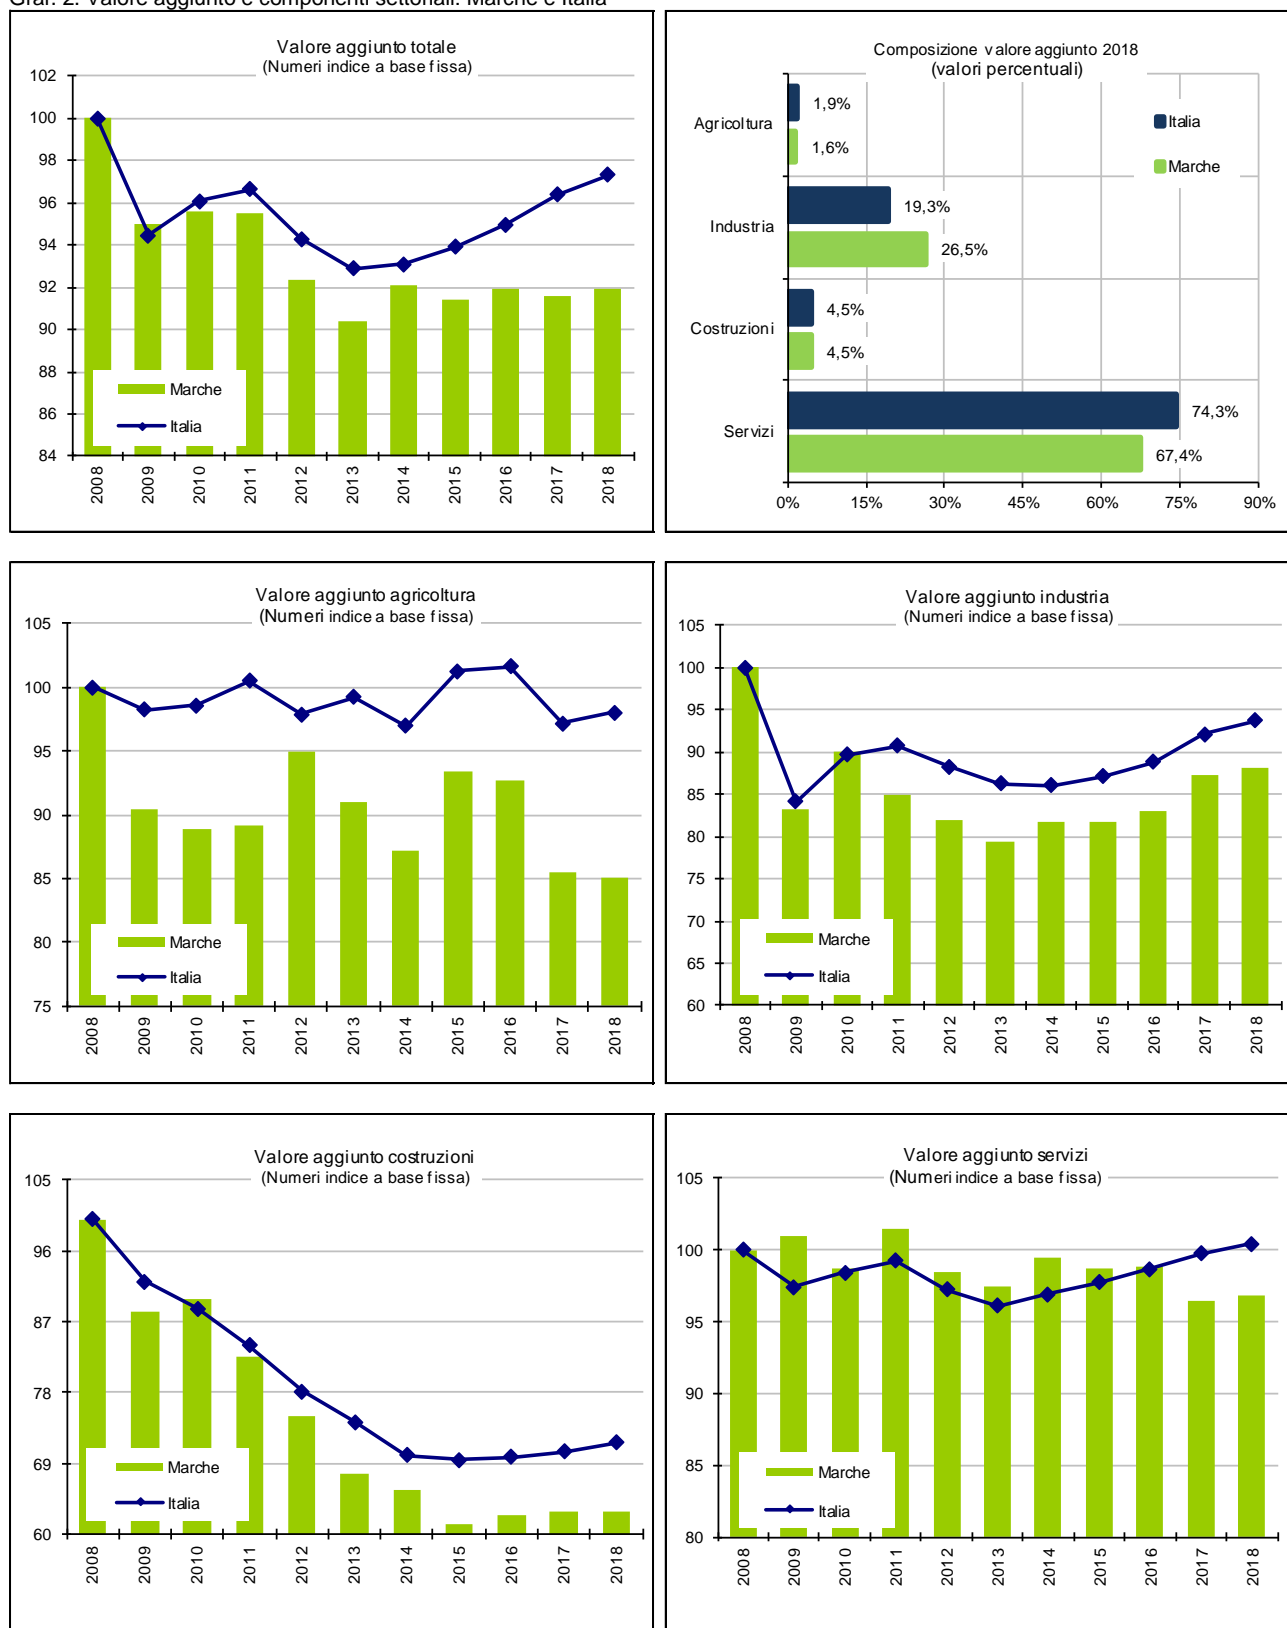 Graf. 2. Valore aggiunto e componenti settoriali. Marche e Italia
Valore aggiunto totale
(Numeri indice a base fissa)
102
100
98
96
94
92
90
88
86
84
Marche
Italia
2008 2009 2010 2011 2012 2013 2014 2015 2016 2017 2018
Composizione valore aggiunto 2018
(valori percentuali)
Agricoltura
1,9%
1,6%
Italia
Marche
Industria
19,3%
26,5%
Costruzioni
4,5%
4,5%
Servizi
74,3%
67,4%
0% 15% 30% 45% 60% 75% 90%
Valore aggiunto agricoltura
(Numeri indice a base fissa)
105
100
95
90
85
80
75
Marche
Italia
2008 2009 2010 2011 2012 2013 2014 2015 2016 2017 2018
Valore aggiunto industria
(Numeri indice a base fissa)
105
100
95
90
85
80
75
70
65
60
Marche
Italia
2008 2009 2010 2011 2012 2013 2014 2015 2016 2017 2018
Valore aggiunto costruzioni
(Numeri indice a base fissa)
105
96
87
78
69
60
Marche
Italia
2008 2009 2010 2011 2012 2013 2014 2015 2016 2017 2018
Valore aggiunto servizi
(Numeri indice a base fissa)
105
100
95
90
85
80
Marche
Italia
2008 2009 2010 2011 2012 2013 2014 2015 2016 2017 2018